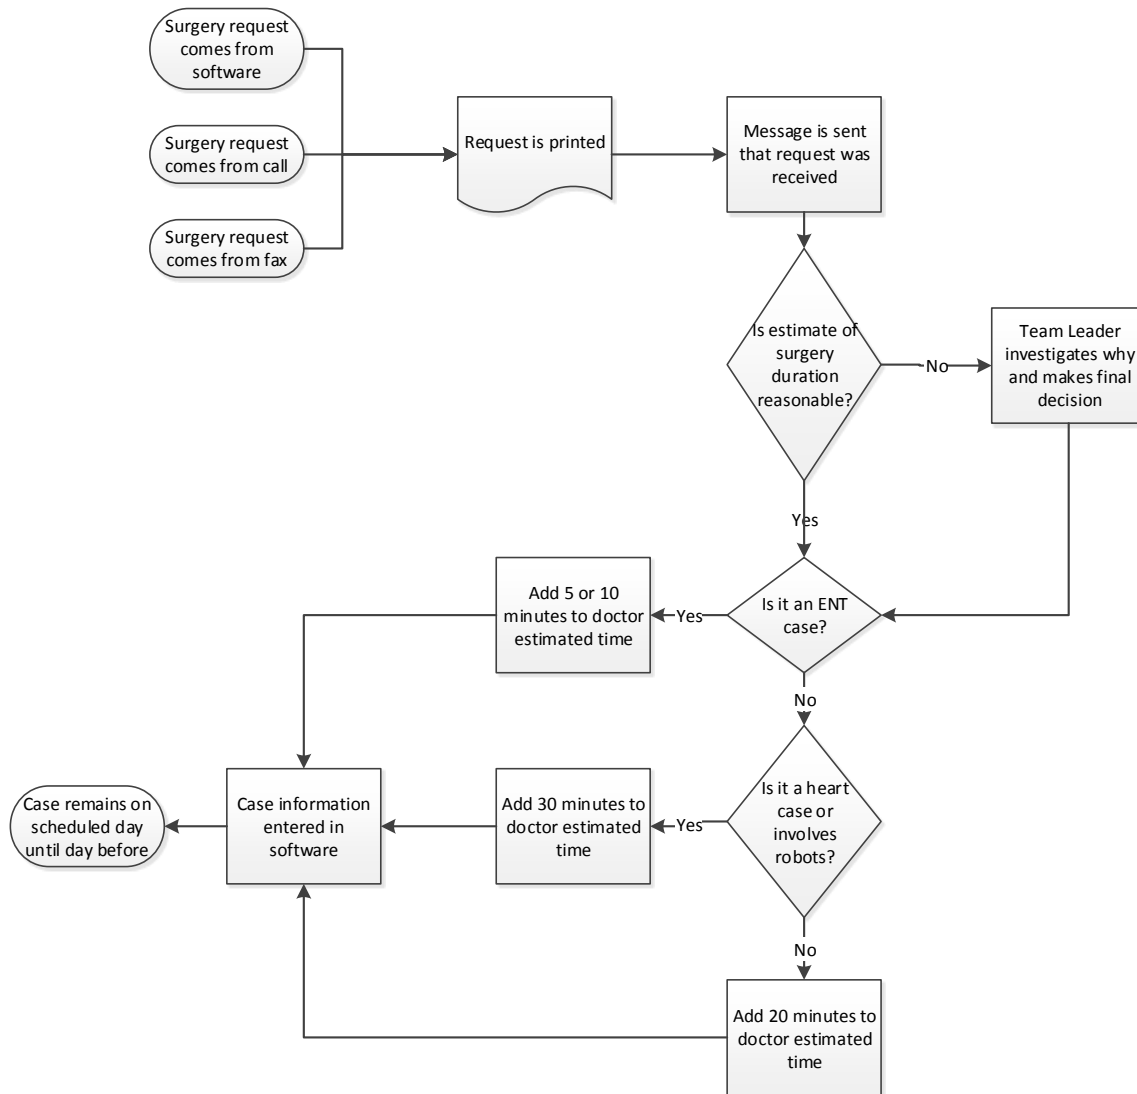 Surgery request
comes from
software
Surgery request
comes from call
Surgery request
comes from fax
Request is printed
Message is sent
that request was
received
Is estimate of
surgery
duration
reasonable?
No
Team Leader
investigates why
and makes final
decision
Yes
Is it an ENT
case?
Yes
Add 5 or 10
minutes to doctor
estimated time
No
Is it a heart
case or
involves
robots?
Yes
Add 30 minutes to
doctor estimated
time
Case information
entered in
software
Case remains on
scheduled day
until day before
No
Add 20 minutes to
doctor estimated
time